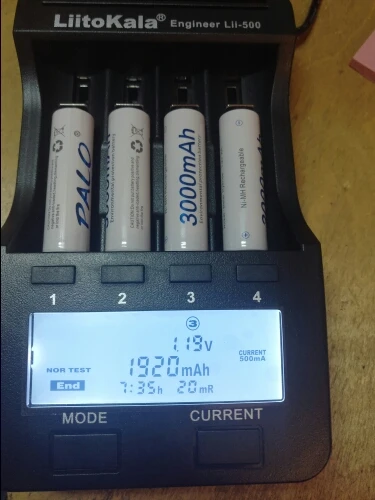 LiitoKala® Engineer Lii-500
PALO®
3000mAh
Ni-MH Rechargeable
1 2 3 4
3
1.19v
CURRENT
500mA
1920mAh
NOR TEST
End
7:35h 20mR
MODE CURRENT